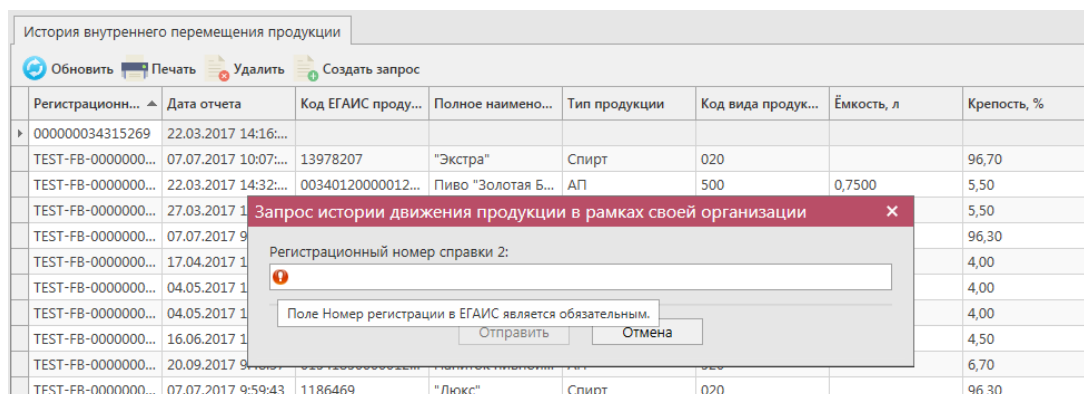 История внутреннего перемещения продукции
Обновить Печать Удалить Создать запрос
Регистрационн... Дата отчета Код ЕГАИС проду... Полное наимено... Тип продукции Код вида продук... Ёмкость, л Крепость, %
000000034315269 22.03.2017 14:16:...
TEST-FB-0000000... 07.07.2017 10:07:... 13978207 "Экстра" Спирт 020 96,70
TEST-FB-0000000... 22.03.2017 14:32:... 00340120000012... Пиво "Золотая Б... АП 500 0,7500 5,50
TEST-FB-0000000... 27.03.2017 1 5,50
Запрос истории движения продукции в рамках своей организации
TEST-FB-0000000... 07.07.2017 9 96,30
Регистрационный номер справки 2:
TEST-FB-0000000... 17.04.2017 1 4,00
TEST-FB-0000000... 04.05.2017 1 4,00
TEST-FB-0000000... 04.05.2017 1 4,00
Поле Номер регистрации в ЕГАИС является обязательным.
TEST-FB-0000000... 16.06.2017 1 4,50
Отправить Отмена
TEST-FB-0000000... 20.09.2017 6,70
TEST-FB-0000000... 07.07.2017 9:59:43 1186469 "Люкс" Спирт 020 96,30